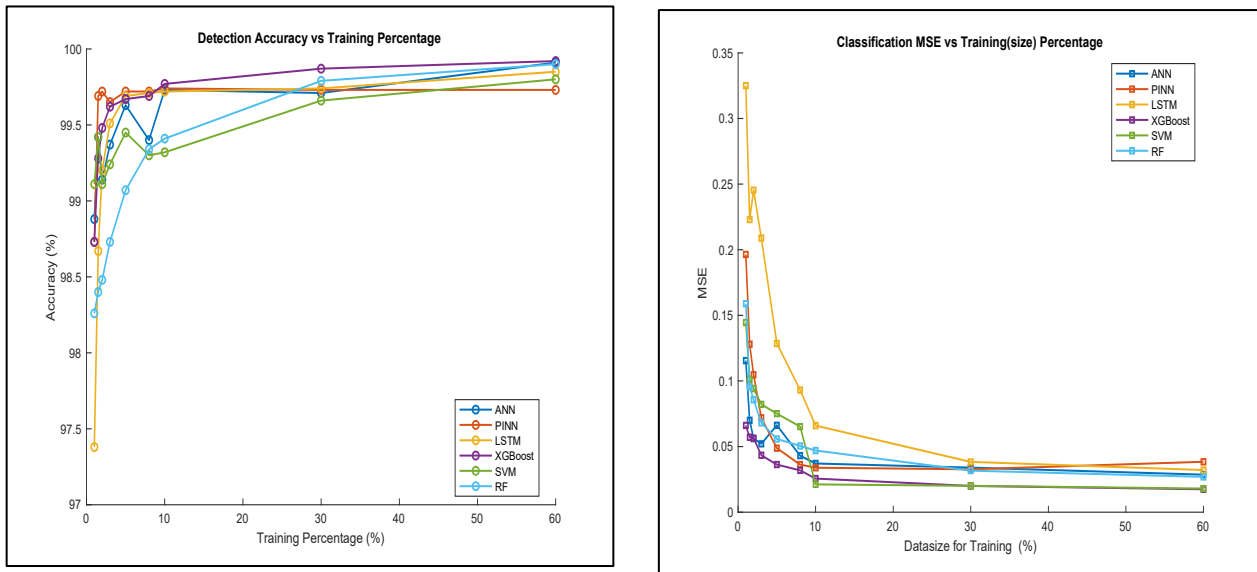 Detection Accuracy vs Training Percentage
100
99.5
99
98.5
98
97.5
97
Accuracy (%)
0 10 20 30 40 50 60
Training Percentage (%)
ANN
PINN
LSTM
XGBoost
SVM
RF
Classification MSE vs Training(size) Percentage
0.35
0.3
0.25
0.2
0.15
0.1
0.05
0
MSE
0 10 20 30 40 50 60
Datasize for Training (%)
ANN
PINN
LSTM
XGBoost
SVM
RF